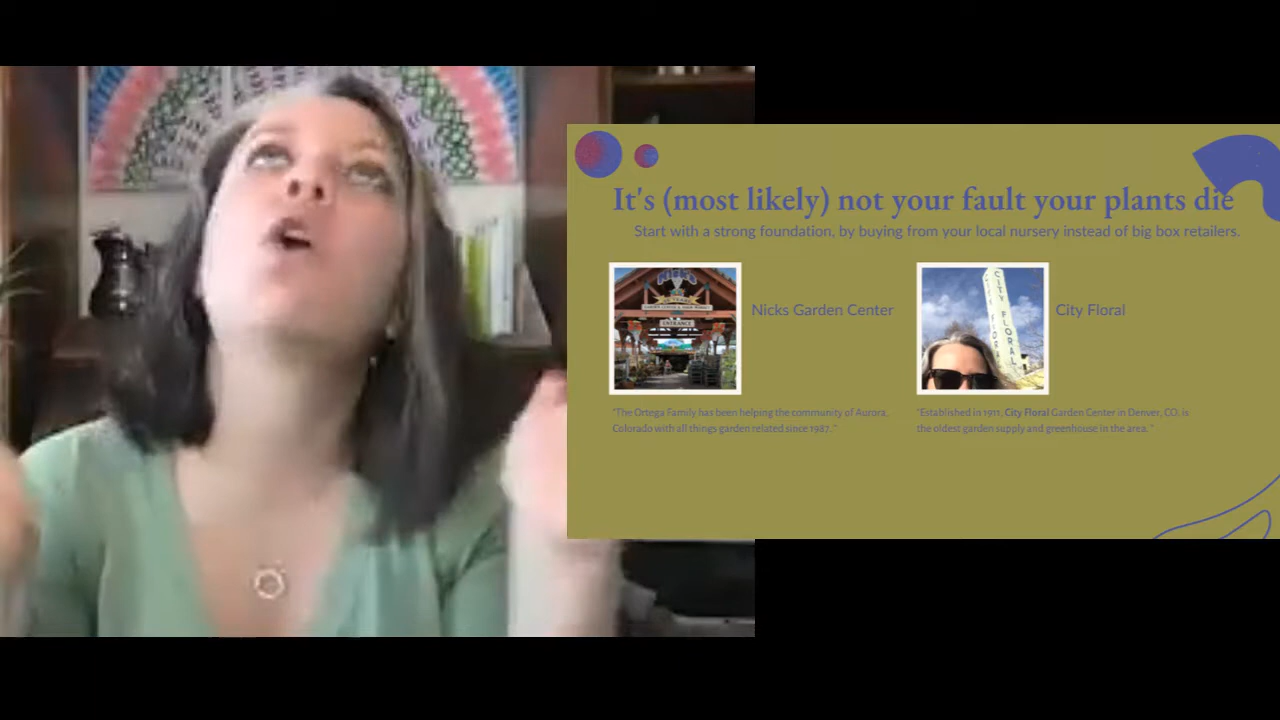 It's (most likely) not your fault your plants die
Start with a strong foundation, by buying from your local nursery instead of big box retailers.
Nicks Garden Center
City Floral
ENTRANCE
CITY FLORAL
"The Ortega Family has been helping the community of Aurora,
Colorado with all things garden related since 1987. "
"Established in 1911, City Floral Garden Center in Denver, CO, is
the oldest garden supply and greenhouse in the area. "